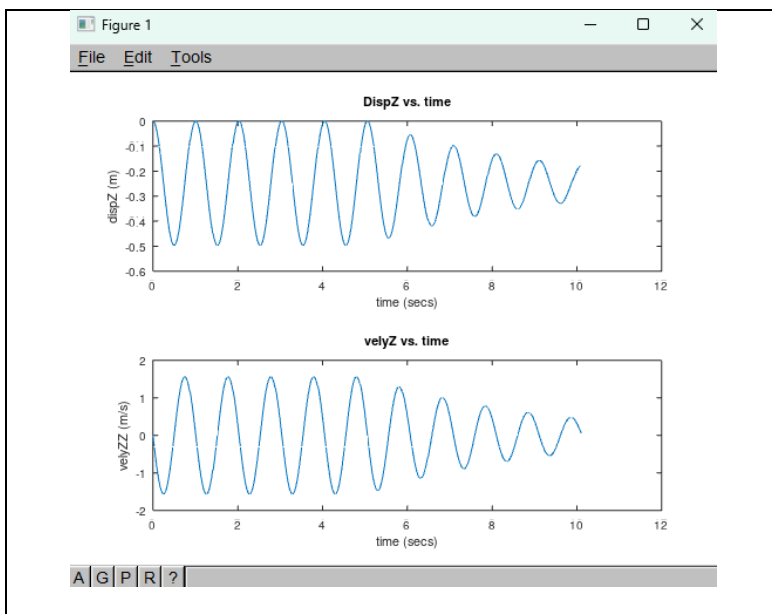 Figure 1
File Edit Tools
DispZ vs. time
0
-0.1
-0.2
-0.3
-0.4
-0.5
-0.6
dispZ (m)
0 2 4 6 8 10 12
time (secs)
velyZ vs. time
2
1
0
-1
-2
velyZZ (m/s)
0 2 4 6 8 10 12
time (secs)
A G P R ?